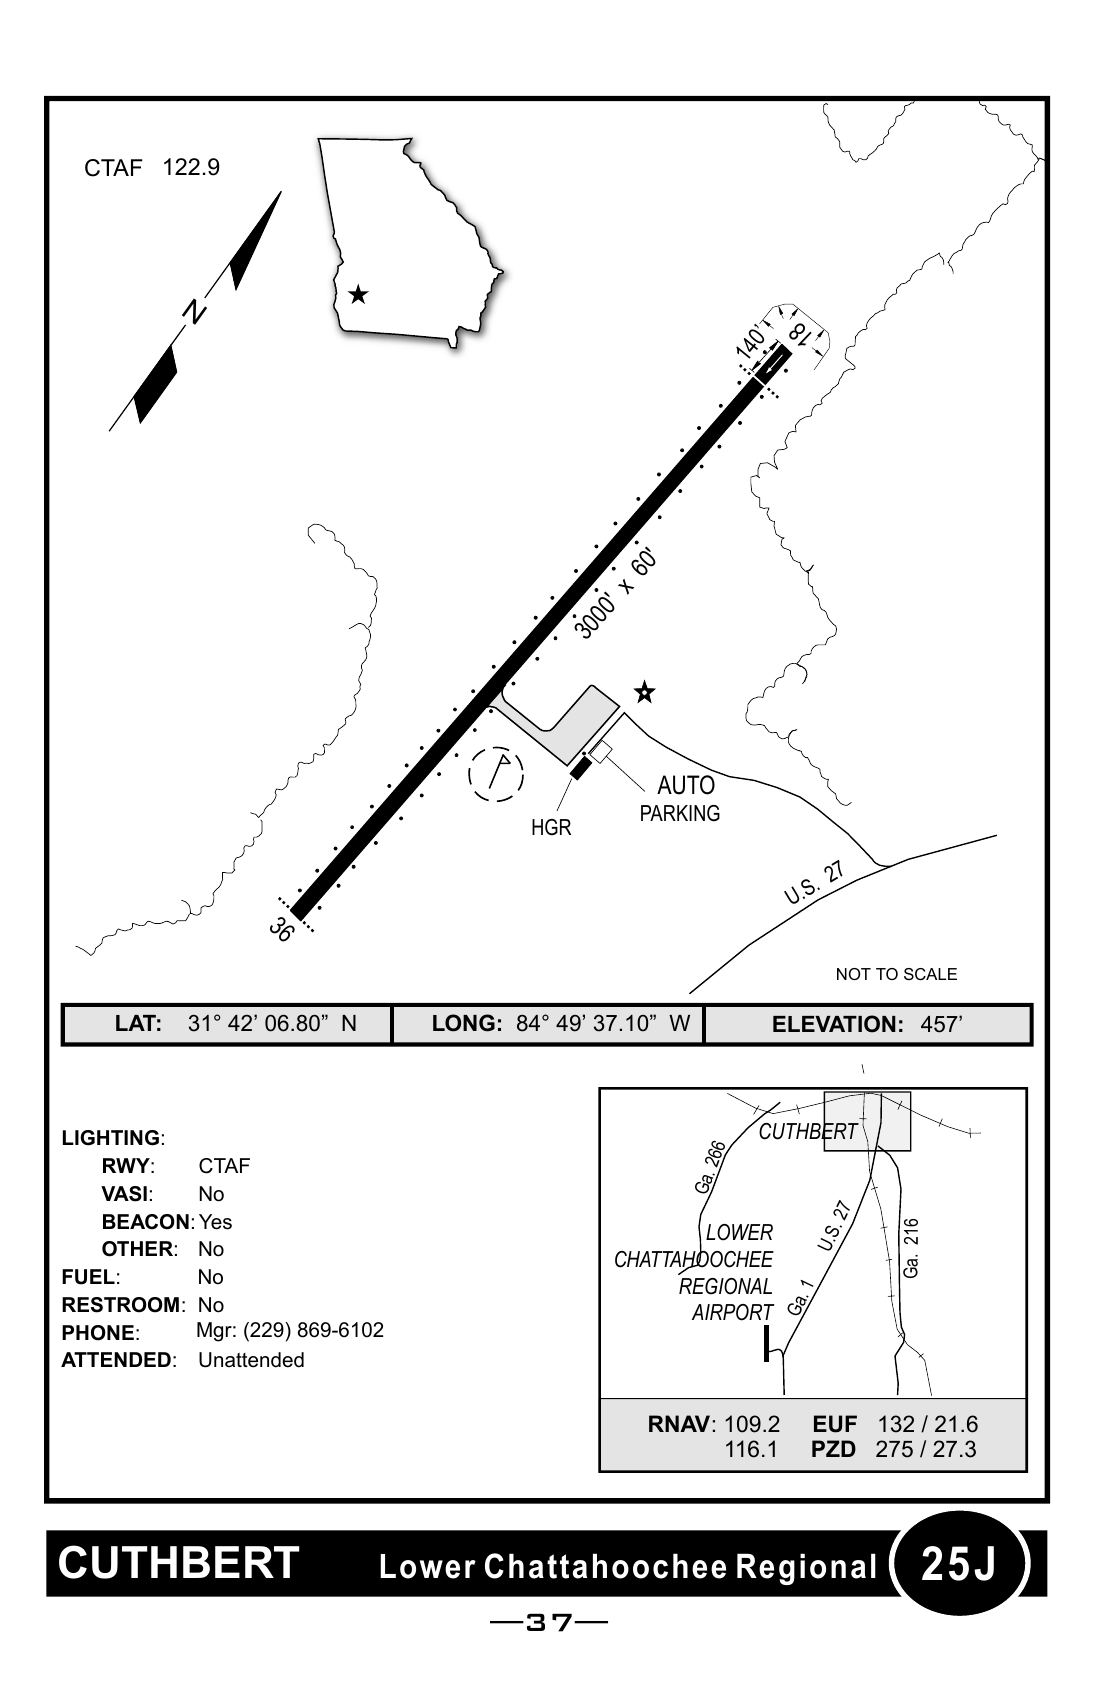 CTAF 122.9
N
140'
18
3000' x 60'
AUTO
PARKING
HGR
36
U.S. 27
NOT TO SCALE
LAT: 31° 42’ 06.80” N LONG: 84° 49’ 37.10” W ELEVATION: 457’
LIGHTING:
RWY: CTAF
VASI: No
BEACON: Yes
OTHER: No
FUEL: No
RESTROOM: No
PHONE: Mgr: (229) 869-6102
ATTENDED: Unattended
CUTHBERT
Ga. 266
U.S. 27
Ga. 216
LOWER
CHATTAHOOCHEE
REGIONAL
AIRPORT
Ga. 1
RNAV: 109.2 EUF 132 / 21.6
116.1 PZD 275 / 27.3
CUTHBERT Lower Chattahoochee Regional 25J
—37—